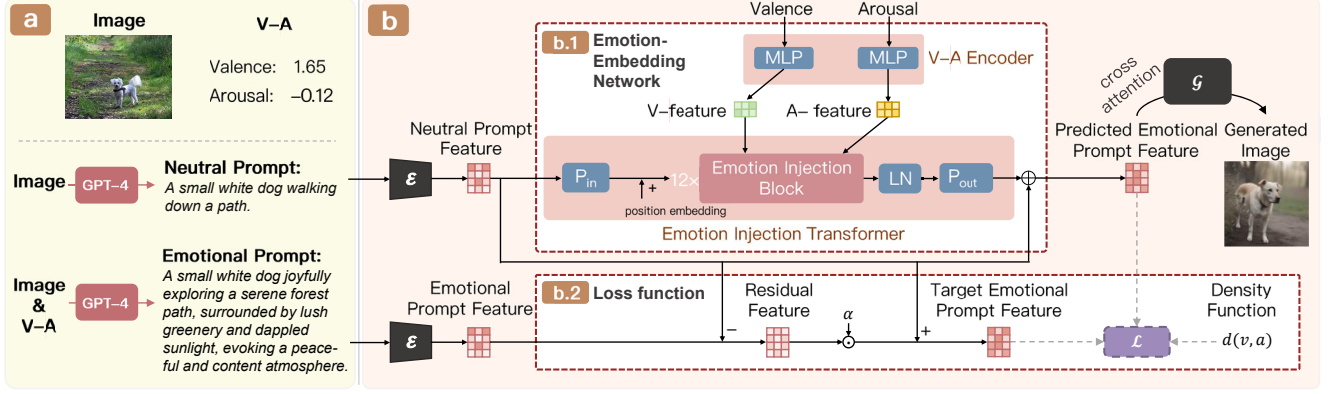 a
Image
V-A
Valence: 1.65
Arousal: -0.12
Image
GPT-4
Neutral Prompt:
A small white dog walking
down a path.
Image
&
V-A
GPT-4
Emotional Prompt:
A small white dog joyfully
exploring a serene forest
path, surrounded by lush
greenery and dappled
sunlight, evoking a peace-
ful and content atmosphere.
b
b.1
Emotion-
Embedding
Network
Valence
Arousal
MLP
MLP
V-A Encoder
V-feature
A- feature
Neutral Prompt
Feature
ε
P_in
+
position embedding
12×
Emotion Injection
Block
LN
P_out
⊕
Emotion Injection Transformer
cross
attention
𝒢
Predicted Emotional
Prompt Feature
Generated
Image
Emotional
Prompt Feature
ε
b.2
Loss function
−
Residual
Feature
α
⊙
+
Target Emotional
Prompt Feature
ℒ
Density
Function
d(v,a)